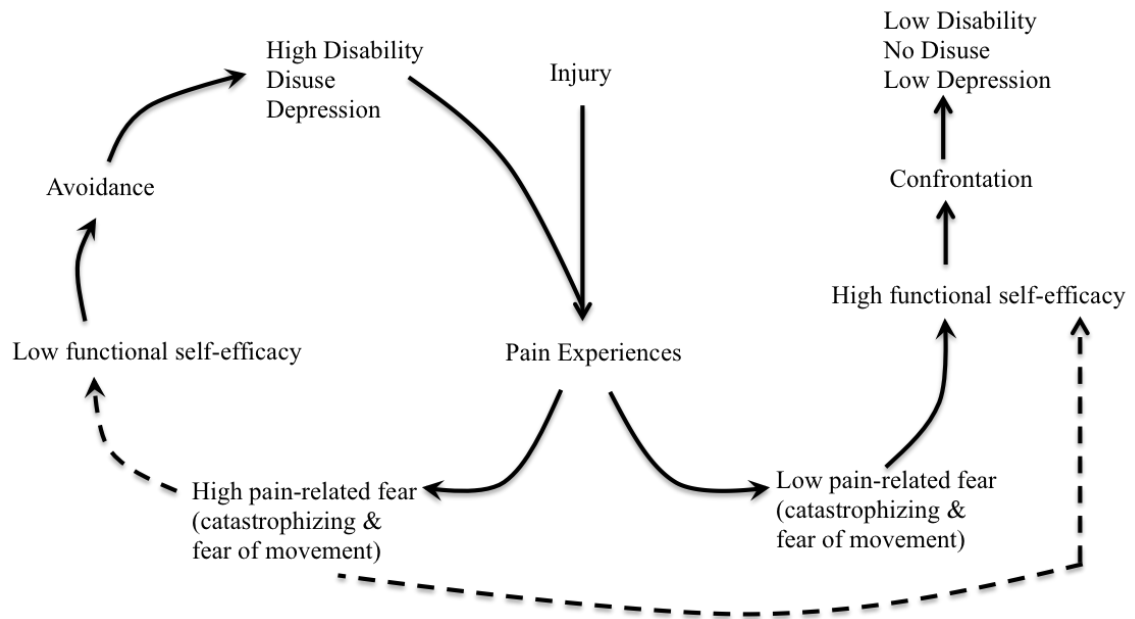 High Disability
Disuse
Depression
Injury
Low Disability
No Disuse
Low Depression
Avoidance
Confrontation
High functional self-efficacy
Low functional self-efficacy
Pain Experiences
High pain-related fear
(catastrophizing &
fear of movement)
Low pain-related fear
(catastrophizing &
fear of movement)